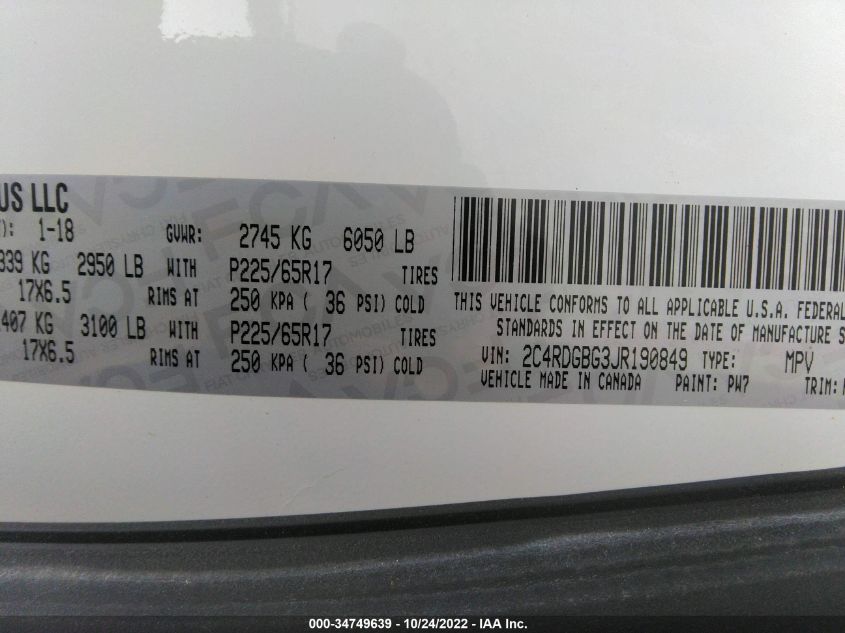 US LLC
): 1-18 GVWR: 2745 KG 6050 LB
339 KG 2950 LB WITH P225/65R17 TIRES
17X6.5 RIMS AT 250 KPA ( 36 PSI) COLD
407 KG 3100 LB WITH P225/65R17 TIRES
17X6.5 RIMS AT 250 KPA ( 36 PSI) COLD
THIS VEHICLE CONFORMS TO ALL APPLICABLE U.S.A. FEDERAL
STANDARDS IN EFFECT ON THE DATE OF MANUFACTURE S
VIN: 2C4RDGBG3JR190849 TYPE: MPV
VEHICLE MADE IN CANADA PAINT: PW7 TRIM:
000-34749639 - 10/24/2022 - IAA Inc.